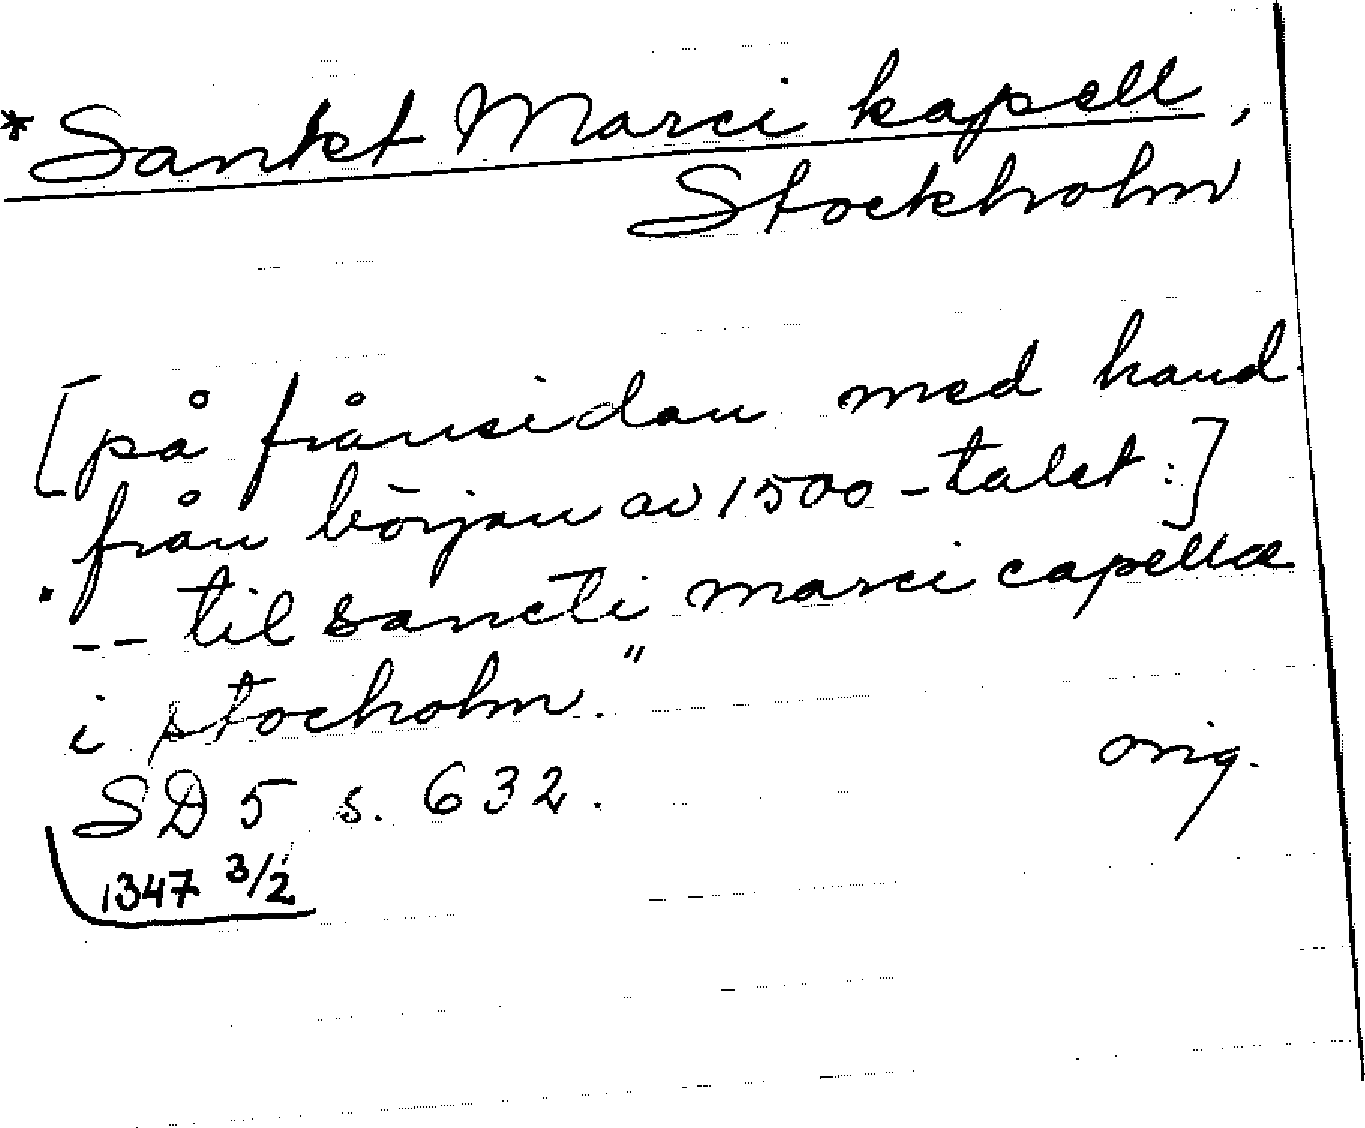 *Sankt Marci kapell,
Stockholm
[på frånsidan med hand
från början av 1500-talet:]
-- til sancti marci capellæ
i stocholm."
orig.
SD 5 s. 632.
1347 3/2